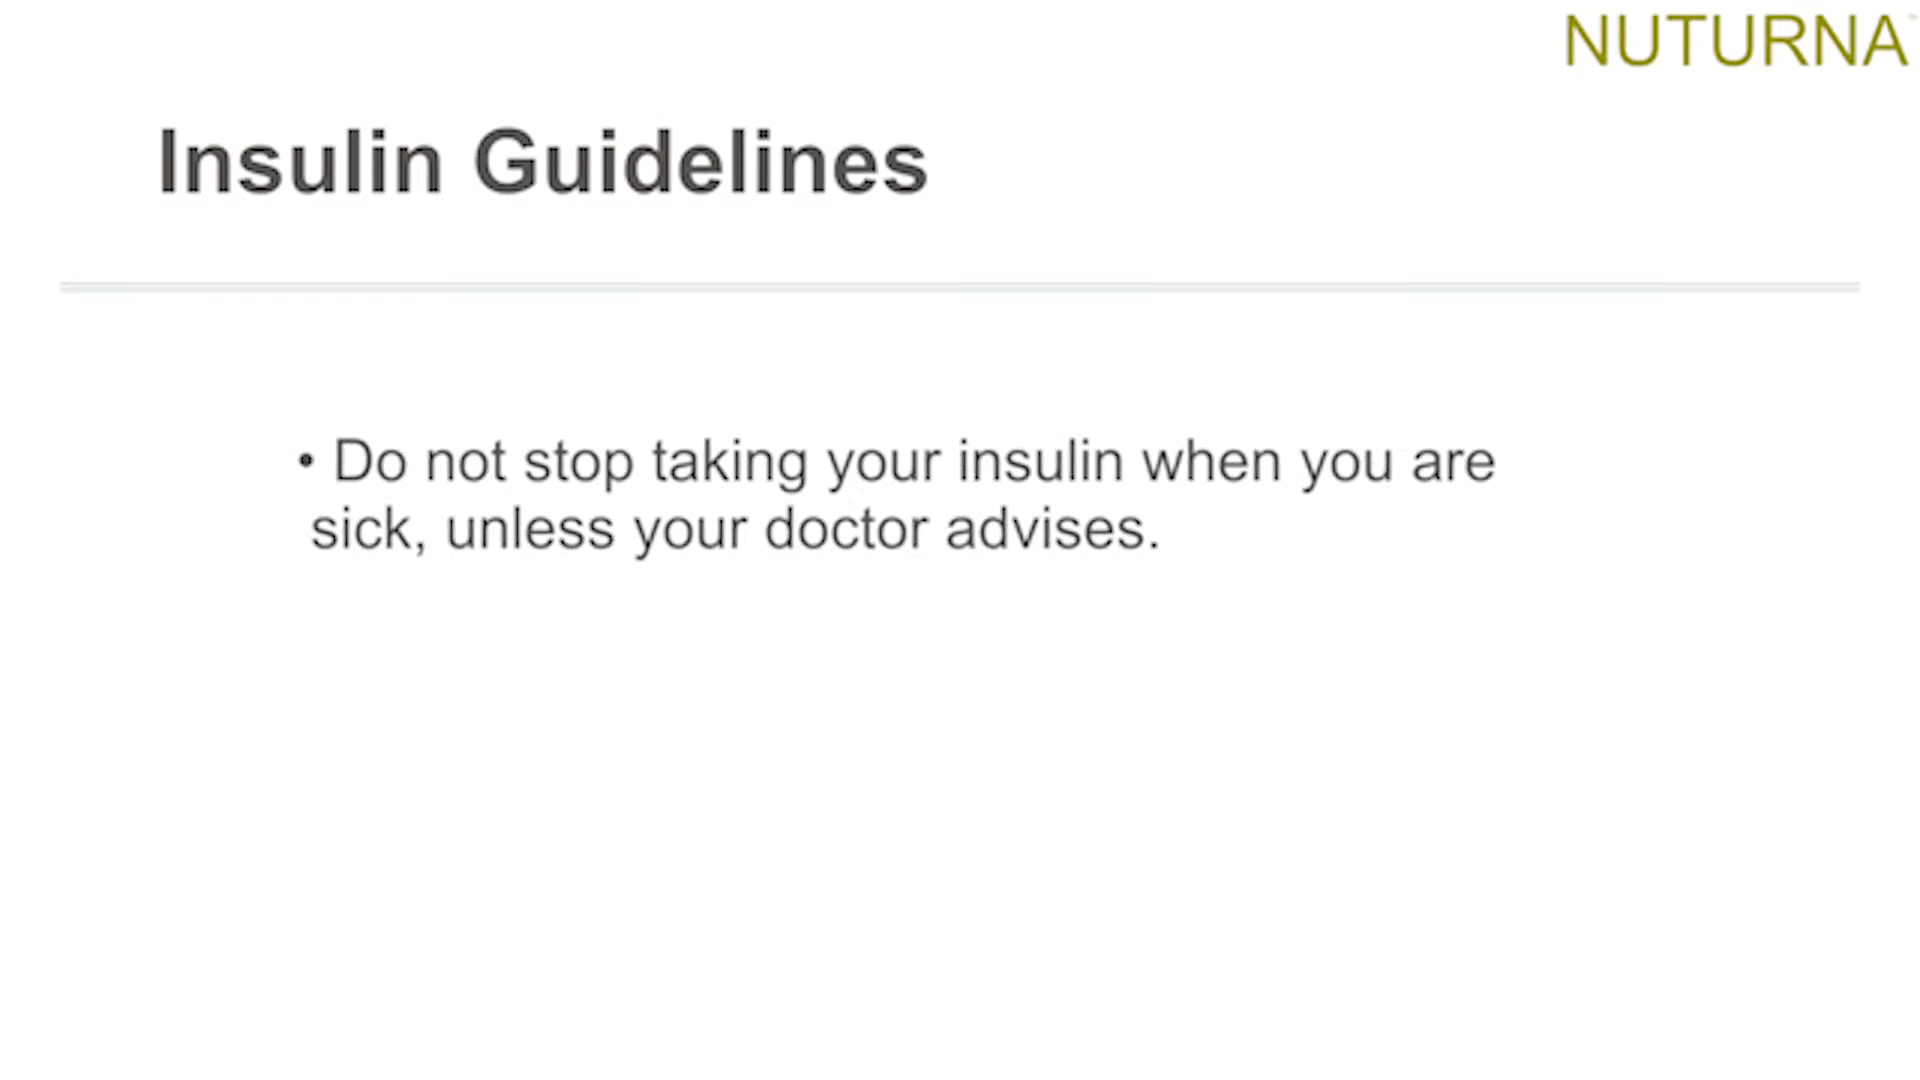 NUTURNA
Insulin Guidelines
• Do not stop taking your insulin when you are
sick, unless your doctor advises.